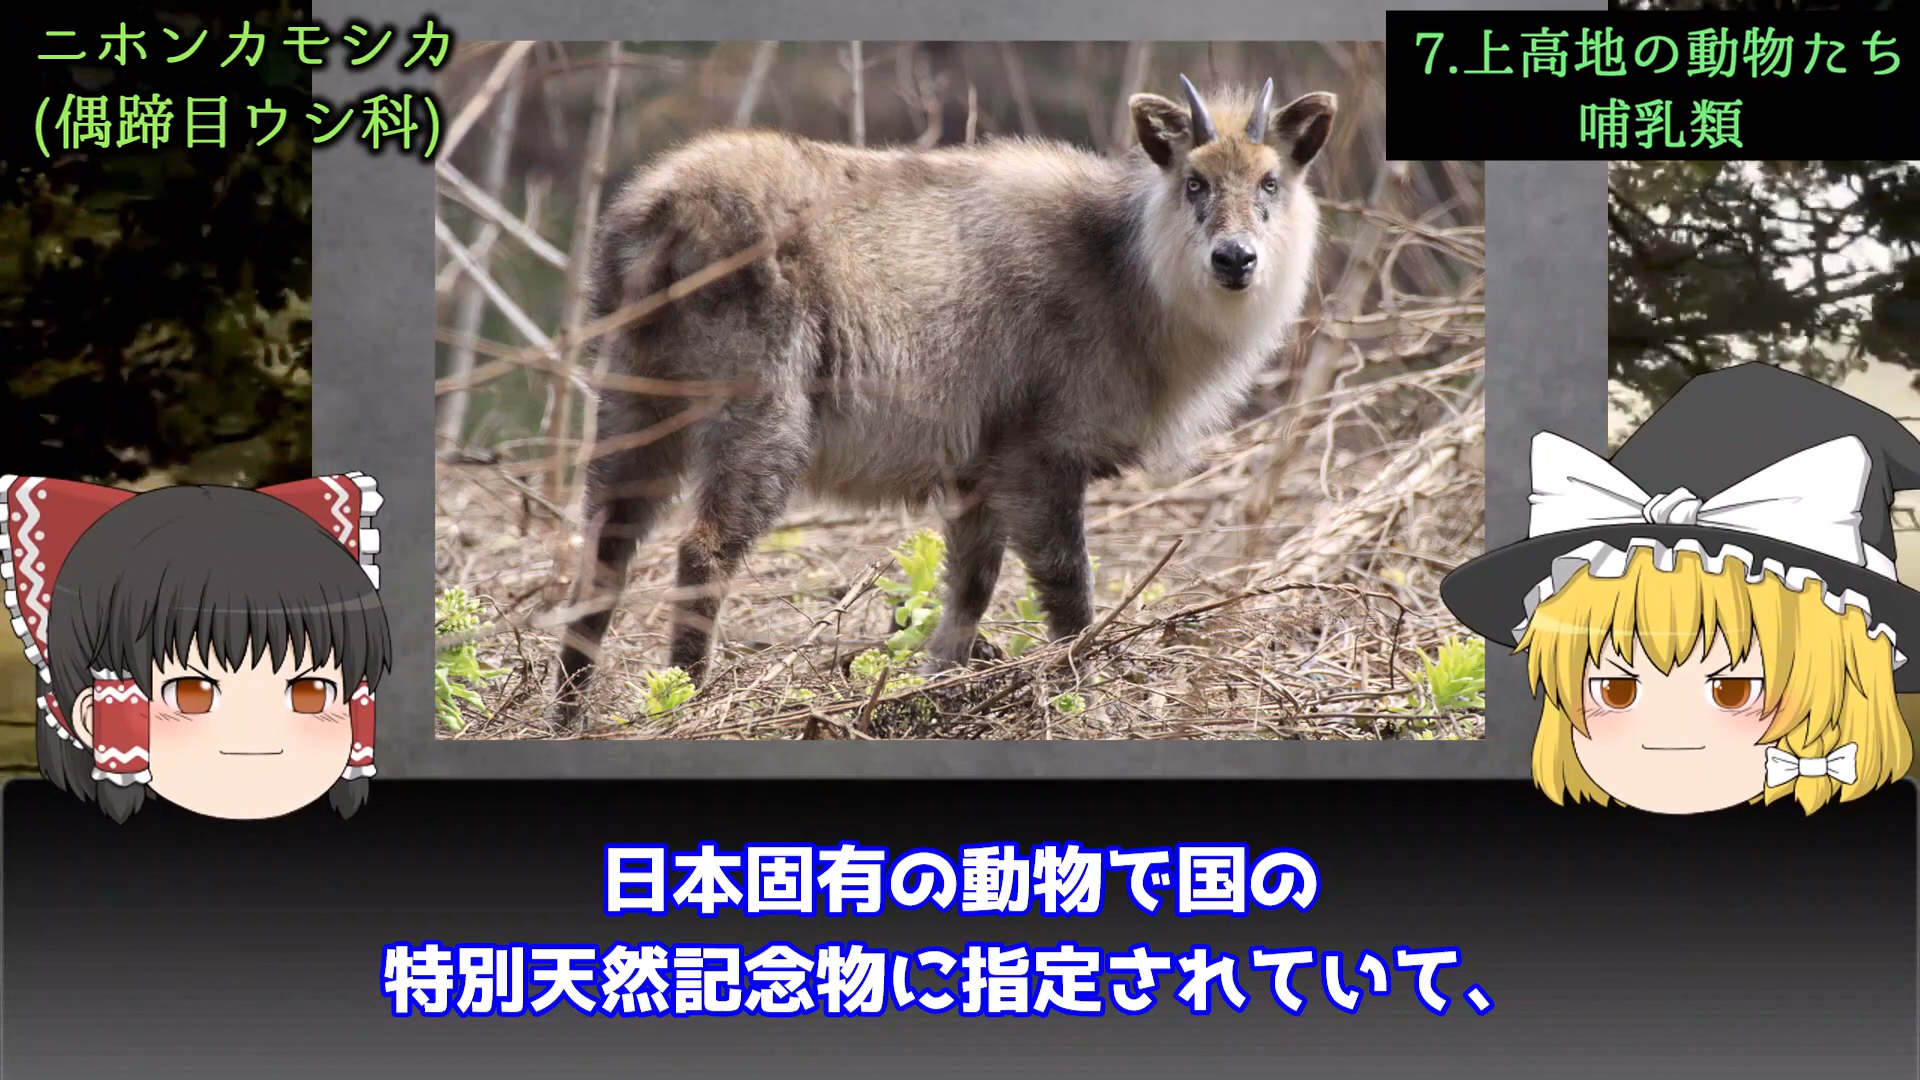 ニホンカモシカ
(偶蹄目ウシ科)
7.上高地の動物たち
哺乳類
日本固有の動物で国の
特別天然記念物に指定されていて、